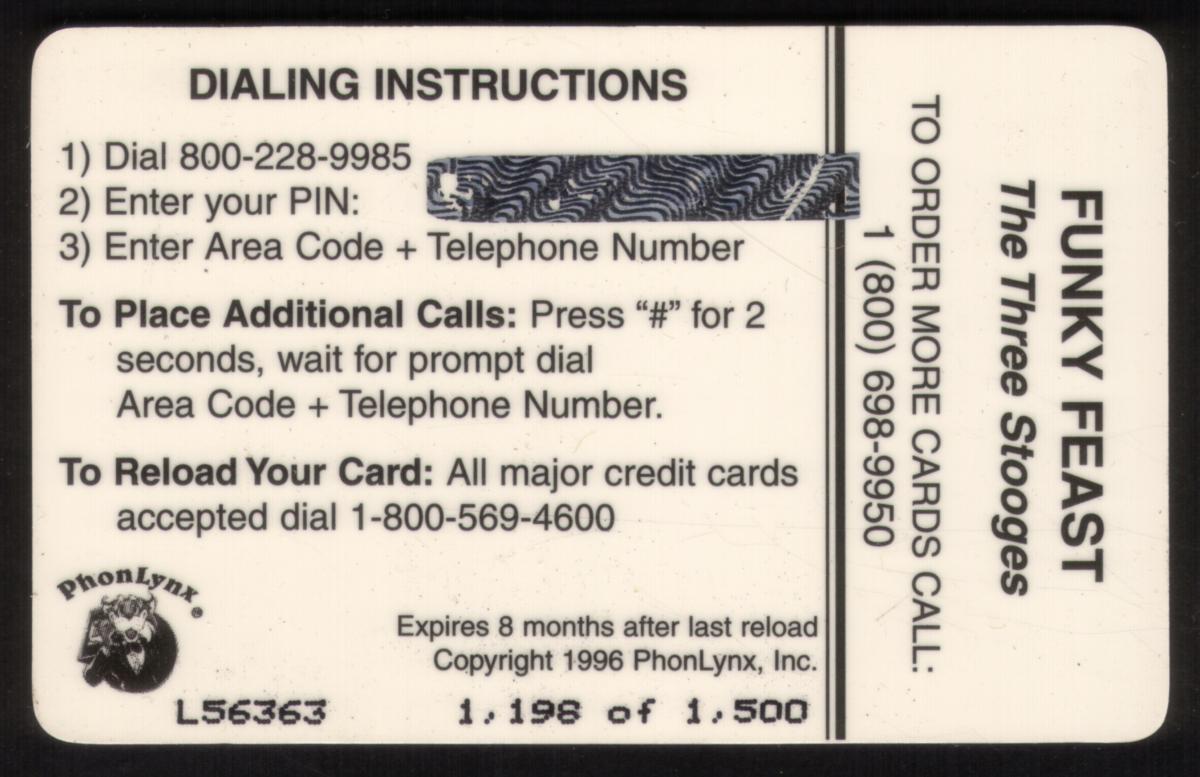 DIALING INSTRUCTIONS
1) Dial 800-228-9985
2) Enter your PIN:
3) Enter Area Code + Telephone Number
To Place Additional Calls: Press “#” for 2
seconds, wait for prompt dial
Area Code + Telephone Number.
To Reload Your Card: All major credit cards
accepted dial 1-800-569-4600
PhonLynx®
Expires 8 months after last reload
Copyright 1996 PhonLynx, Inc.
L56363
1,198 of 1,500
FUNKY FEAST
The Three Stooges
TO ORDER MORE CARDS CALL:
1 (800) 698-9950